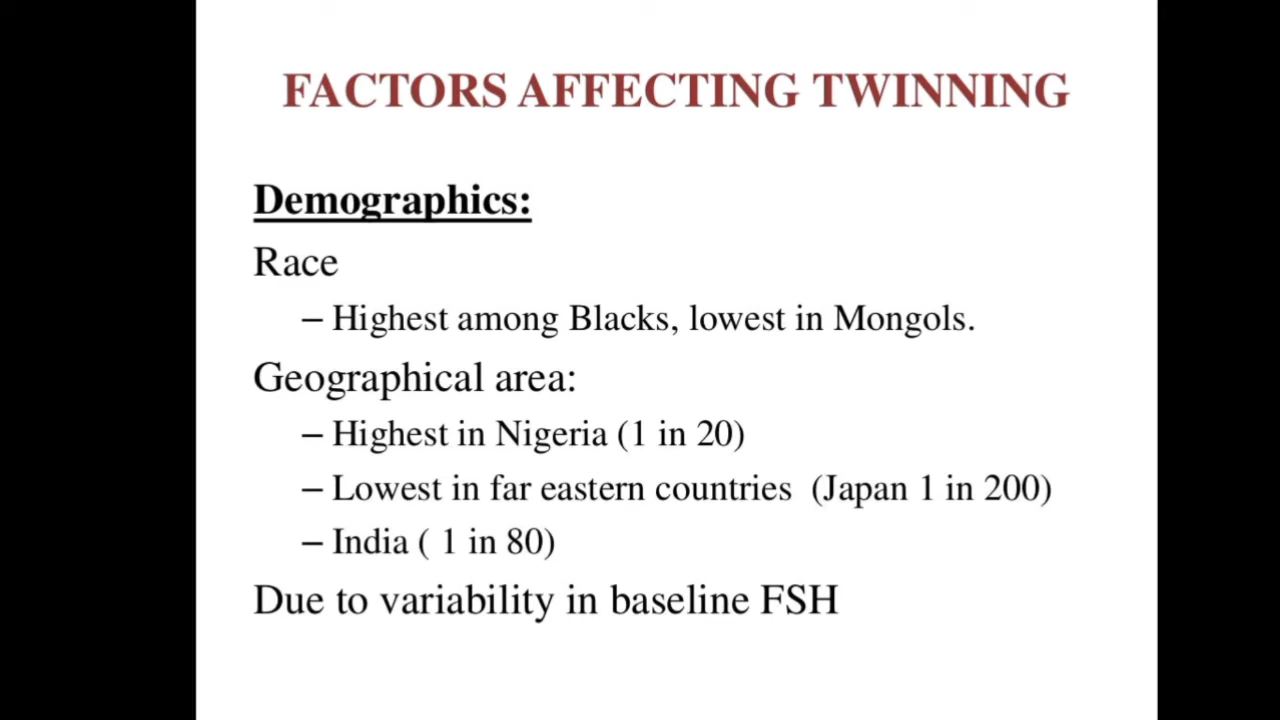 FACTORS AFFECTING TWINNING
Demographics:
Race
– Highest among Blacks, lowest in Mongols.
Geographical area:
– Highest in Nigeria (1 in 20)
– Lowest in far eastern countries  (Japan 1 in 200)
– India ( 1 in 80)
Due to variability in baseline FSH